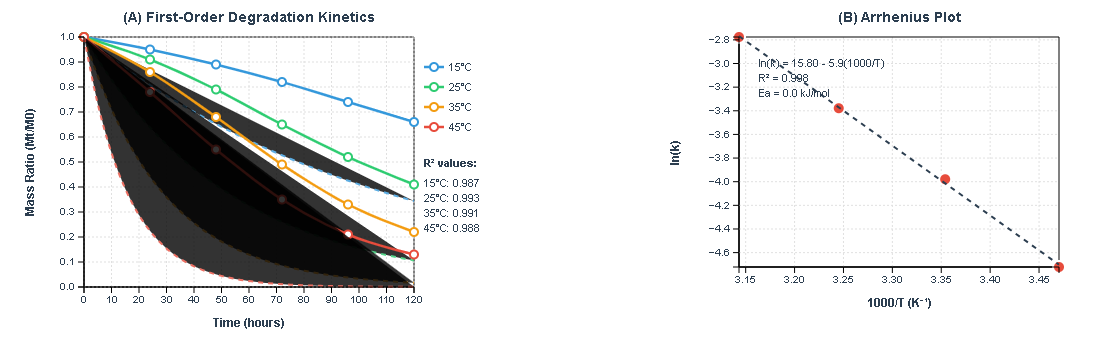 (A) First-Order Degradation Kinetics
1.0
0.9
0.8
0.7
0.6
0.5
0.4
0.3
0.2
0.1
0.0
Mass Ratio (Mt/M0)
0 10 20 30 40 50 60 70 80 90 100 110 120
Time (hours)
15°C
25°C
35°C
45°C
R² values:
15°C: 0.987
25°C: 0.993
35°C: 0.991
45°C: 0.988
(B) Arrhenius Plot
−2.8
−3.0
−3.2
−3.4
−3.6
−3.8
−4.0
−4.2
−4.4
−4.6
ln(k)
ln(k) = 15.80 - 5.9(1000/T)
R² = 0.998
Ea = 0.0 kJ/mol
3.15 3.20 3.25 3.30 3.35 3.40 3.45
1000/T (K⁻¹)